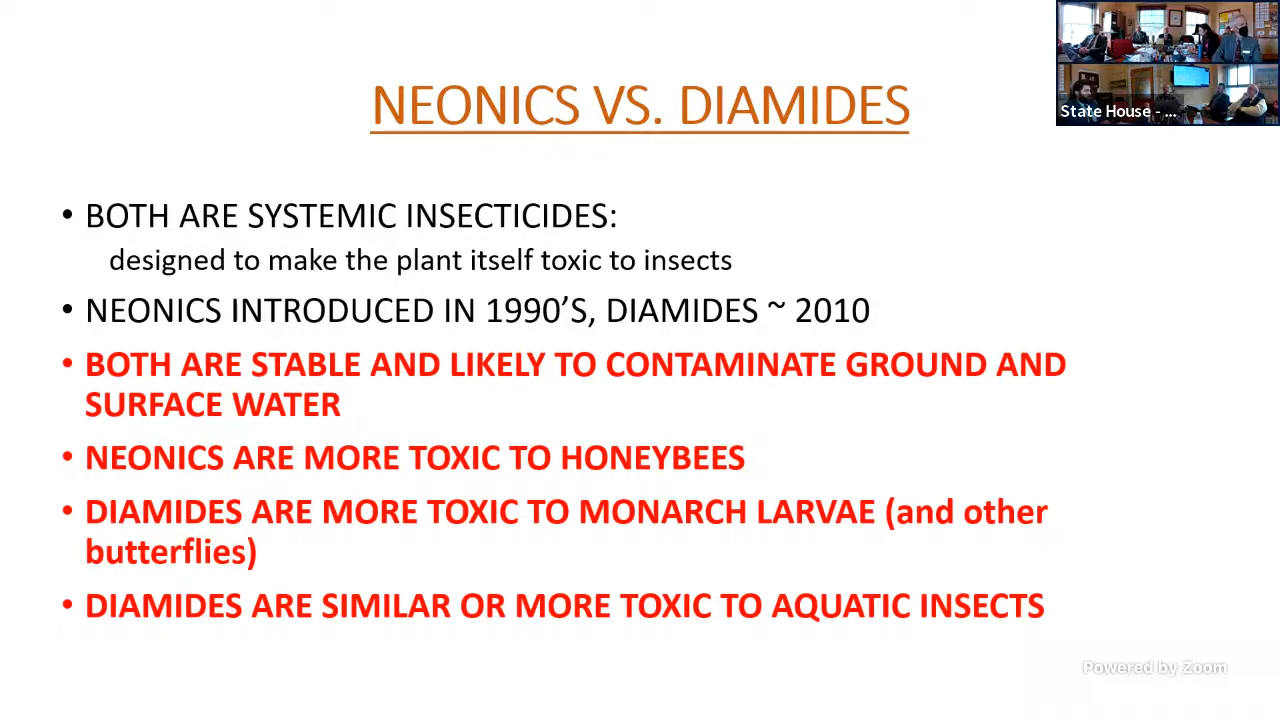 NEONICS VS. DIAMIDES
State House - ...
• BOTH ARE SYSTEMIC INSECTICIDES:
designed to make the plant itself toxic to insects
• NEONICS INTRODUCED IN 1990’S, DIAMIDES ~ 2010
• BOTH ARE STABLE AND LIKELY TO CONTAMINATE GROUND AND
SURFACE WATER
• NEONICS ARE MORE TOXIC TO HONEYBEES
• DIAMIDES ARE MORE TOXIC TO MONARCH LARVAE (and other
butterflies)
• DIAMIDES ARE SIMILAR OR MORE TOXIC TO AQUATIC INSECTS
Powered by Zoom